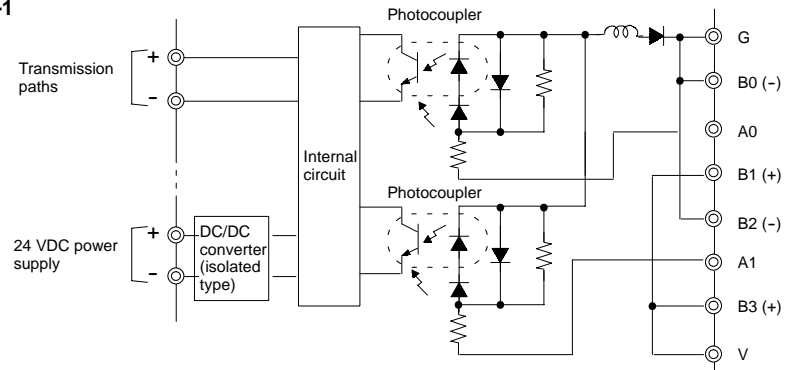 -1
Photocoupler
Transmission
paths
+
-
Internal
circuit
Photocoupler
24 VDC power
supply
+
-
DC/DC
converter
(isolated
type)
G
B0 (-)
A0
B1 (+)
B2 (-)
A1
B3 (+)
V